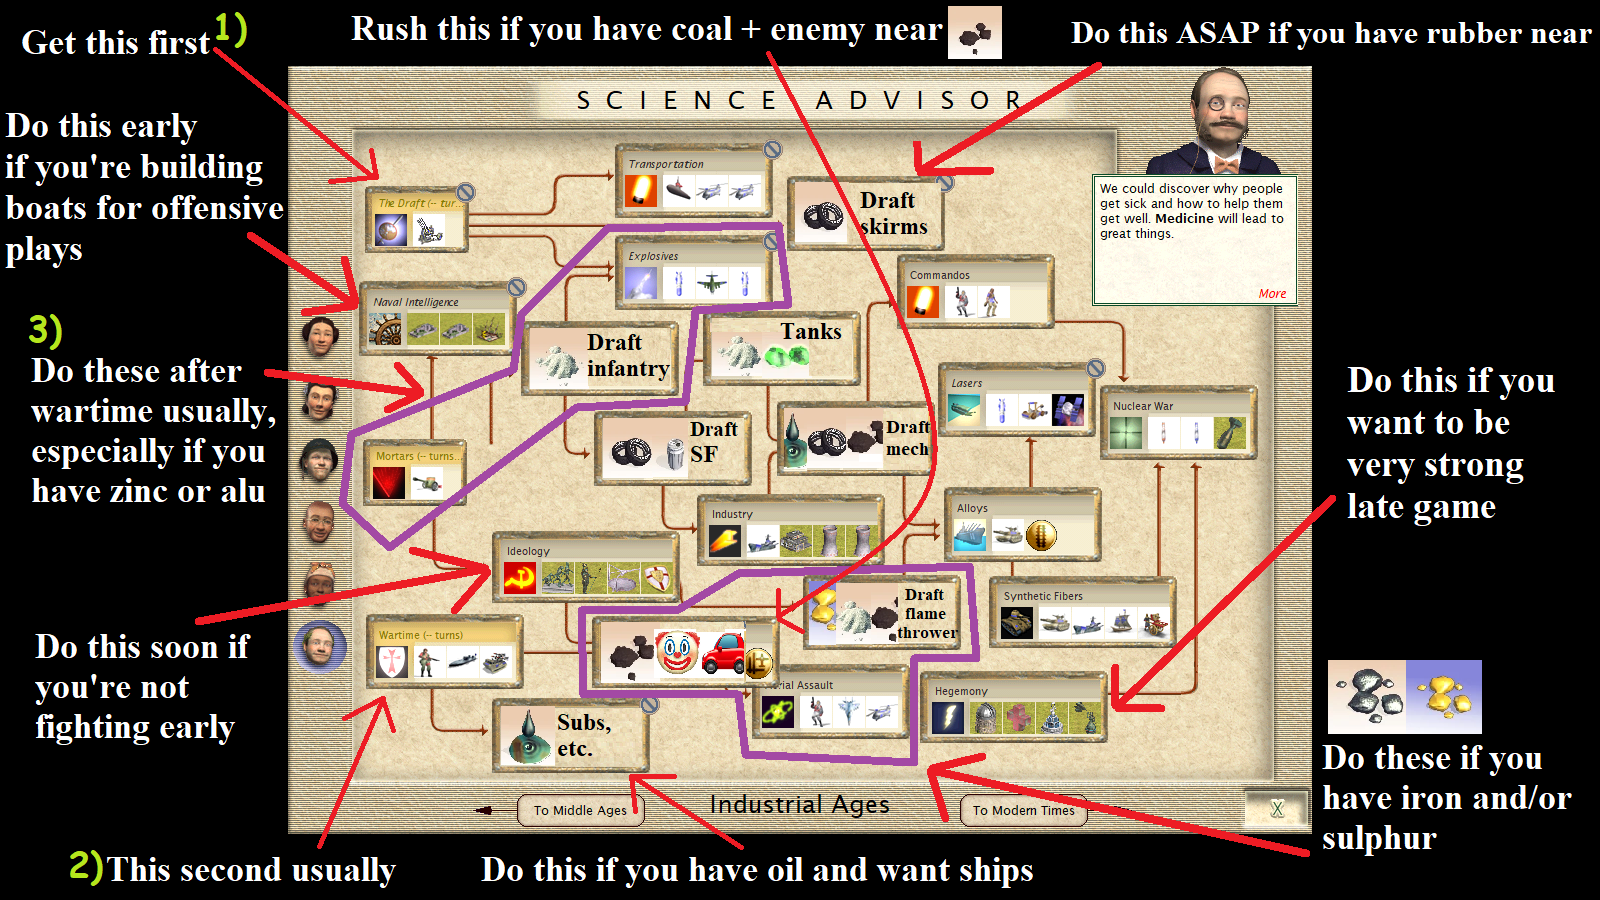 Get this first 1)
Rush this if you have coal + enemy near
Do this ASAP if you have rubber near
Do this early
if you're building
boats for offensive
plays
3)
Do these after
wartime usually,
especially if you
have zinc or alu
Do this soon if
you're not
fighting early
2) This second usually
Do this if you have oil and want ships
Do this if you
want to be
very strong
late game
Do these if you
have iron and/or
sulphur
SCIENCE ADVISOR
We could discover why people
get sick and how to help them
get well. Medicine will lead to
great things.
More
The Draft (-- tur...
Transportation
Draft
skirms
Explosives
Naval Intelligence
Commandos
Draft
infantry
Tanks
Lasers
Nuclear War
Mortars (-- turns...
Draft
SF
Draft
mech
Industry
Alloys
Ideology
Draft
flame
thrower
Synthetic Fibers
Wartime (-- turns)
Assault
Hegemony
Subs,
etc.
To Middle Ages
Industrial Ages
To Modern Times
X